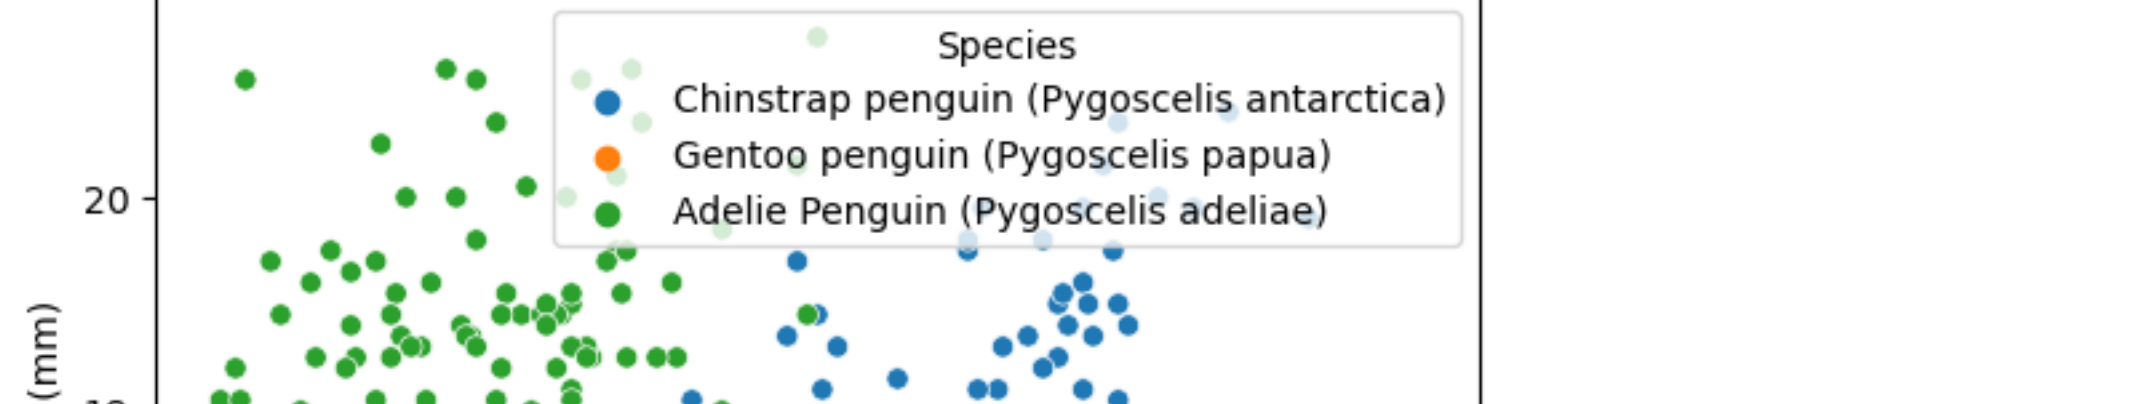 Species
Chinstrap penguin (Pygoscelis antarctica)
Gentoo penguin (Pygoscelis papua)
Adelie Penguin (Pygoscelis adeliae)
20
(mm)